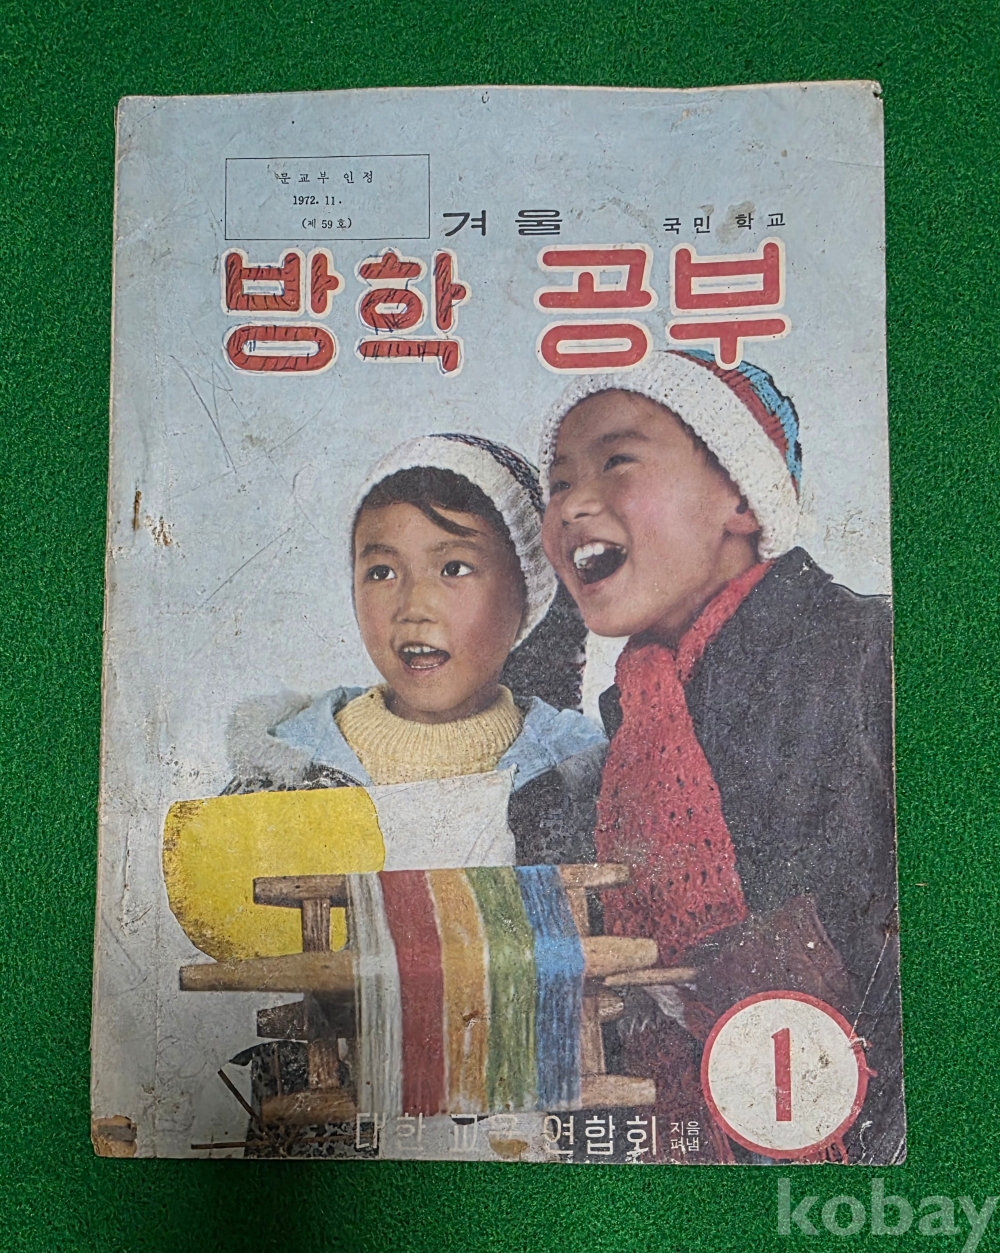 문교부 인정
1972. 11.
(제 59 호)
겨울 국민 학교
방학 공부
대한 교육 연합회 지음
펴냄
1
kobay